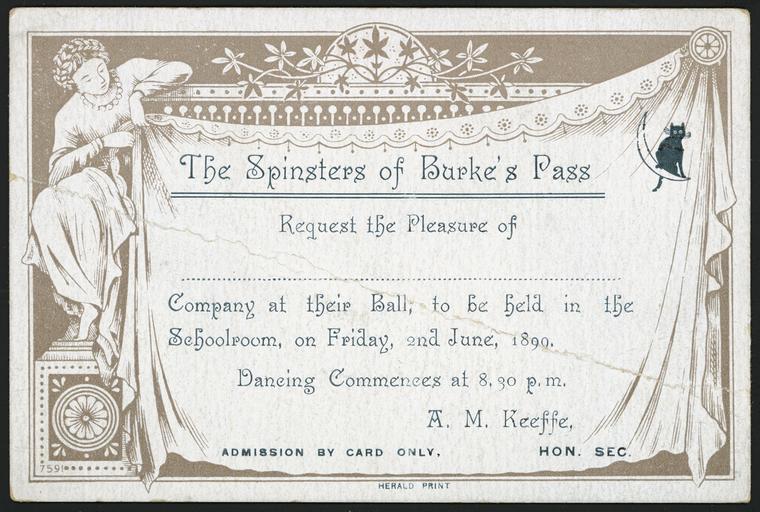 The Spinsters of Burke's Pass
Request the Pleasure of
Company at their Ball, to be held in the
Schoolroom, on Friday, 2nd June, 1899.
Dancing Commences at 8,30 p.m.
A. M. Keeffe,
ADMISSION BY CARD ONLY, HON. SEC.
759
HERALD PRINT